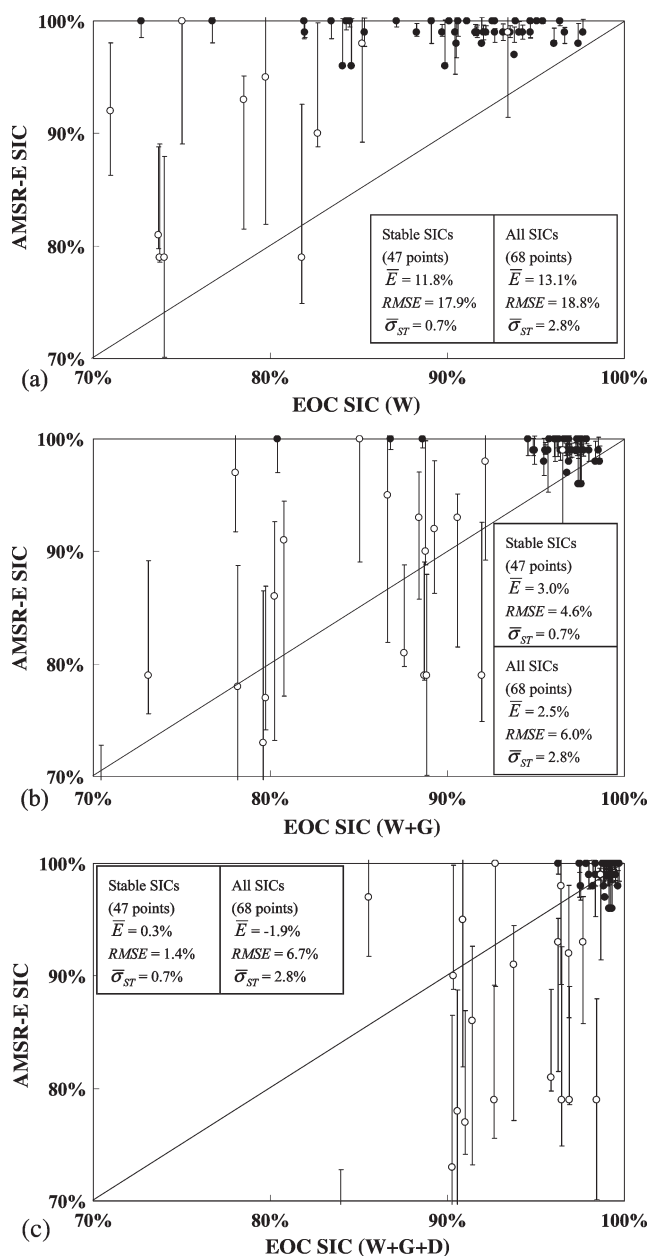 100%
90%
80%
70%
AMSR-E SIC
Stable SICs
(47 points)
E̅ = 11.8%
RMSE = 17.9%
σ̅ST = 0.7%
All SICs
(68 points)
E̅ = 13.1%
RMSE = 18.8%
σ̅ST = 2.8%
(a)
70% 80% 90% 100%
EOC SIC (W)
100%
90%
80%
70%
AMSR-E SIC
Stable SICs
(47 points)
E̅ = 3.0%
RMSE = 4.6%
σ̅ST = 0.7%
All SICs
(68 points)
E̅ = 2.5%
RMSE = 6.0%
σ̅ST = 2.8%
(b)
70% 80% 90% 100%
EOC SIC (W+G)
100%
90%
80%
70%
AMSR-E SIC
Stable SICs
(47 points)
E̅ = 0.3%
RMSE = 1.4%
σ̅ST = 0.7%
All SICs
(68 points)
E̅ = -1.9%
RMSE = 6.7%
σ̅ST = 2.8%
(c)
70% 80% 90% 100%
EOC SIC (W+G+D)